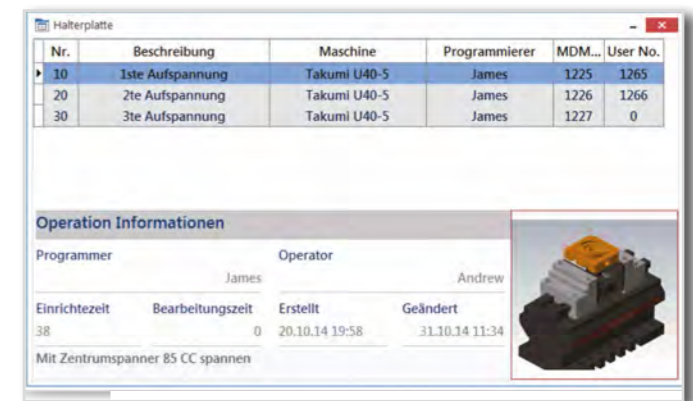 Halterplatte
Nr. Beschreibung Maschine Programmierer MDM... User No.
10 1ste Aufspannung Takumi U40-5 James 1225 1265
20 2te Aufspannung Takumi U40-5 James 1226 1266
30 3te Aufspannung Takumi U40-5 James 1227 0
Operation Informationen
Programmer Operator
James Andrew
Einrichtezeit Bearbeitungszeit Erstellt Geändert
38 0 20.10.14 19:58 31.10.14 11:34
Mit Zentrumspanner 85 CC spannen